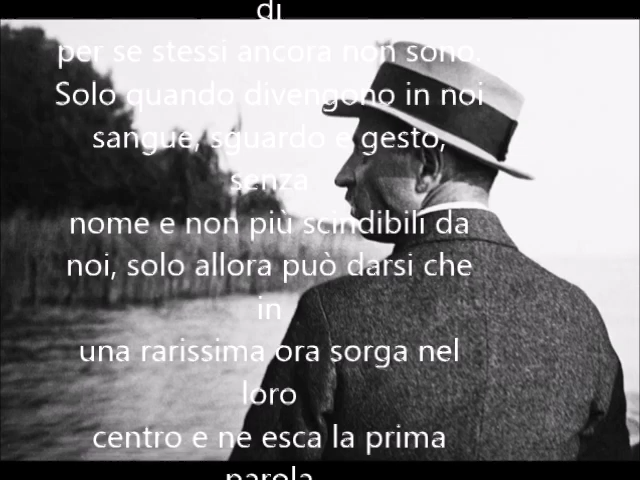 di
per se stessi ancora non sono.
Solo quando divengono in noi
sangue, sguardo e gesto,
senza
nome e non più scindibili da
noi, solo allora può darsi che
in
una rarissima ora sorga nel
loro
centro e ne esca la prima
parola